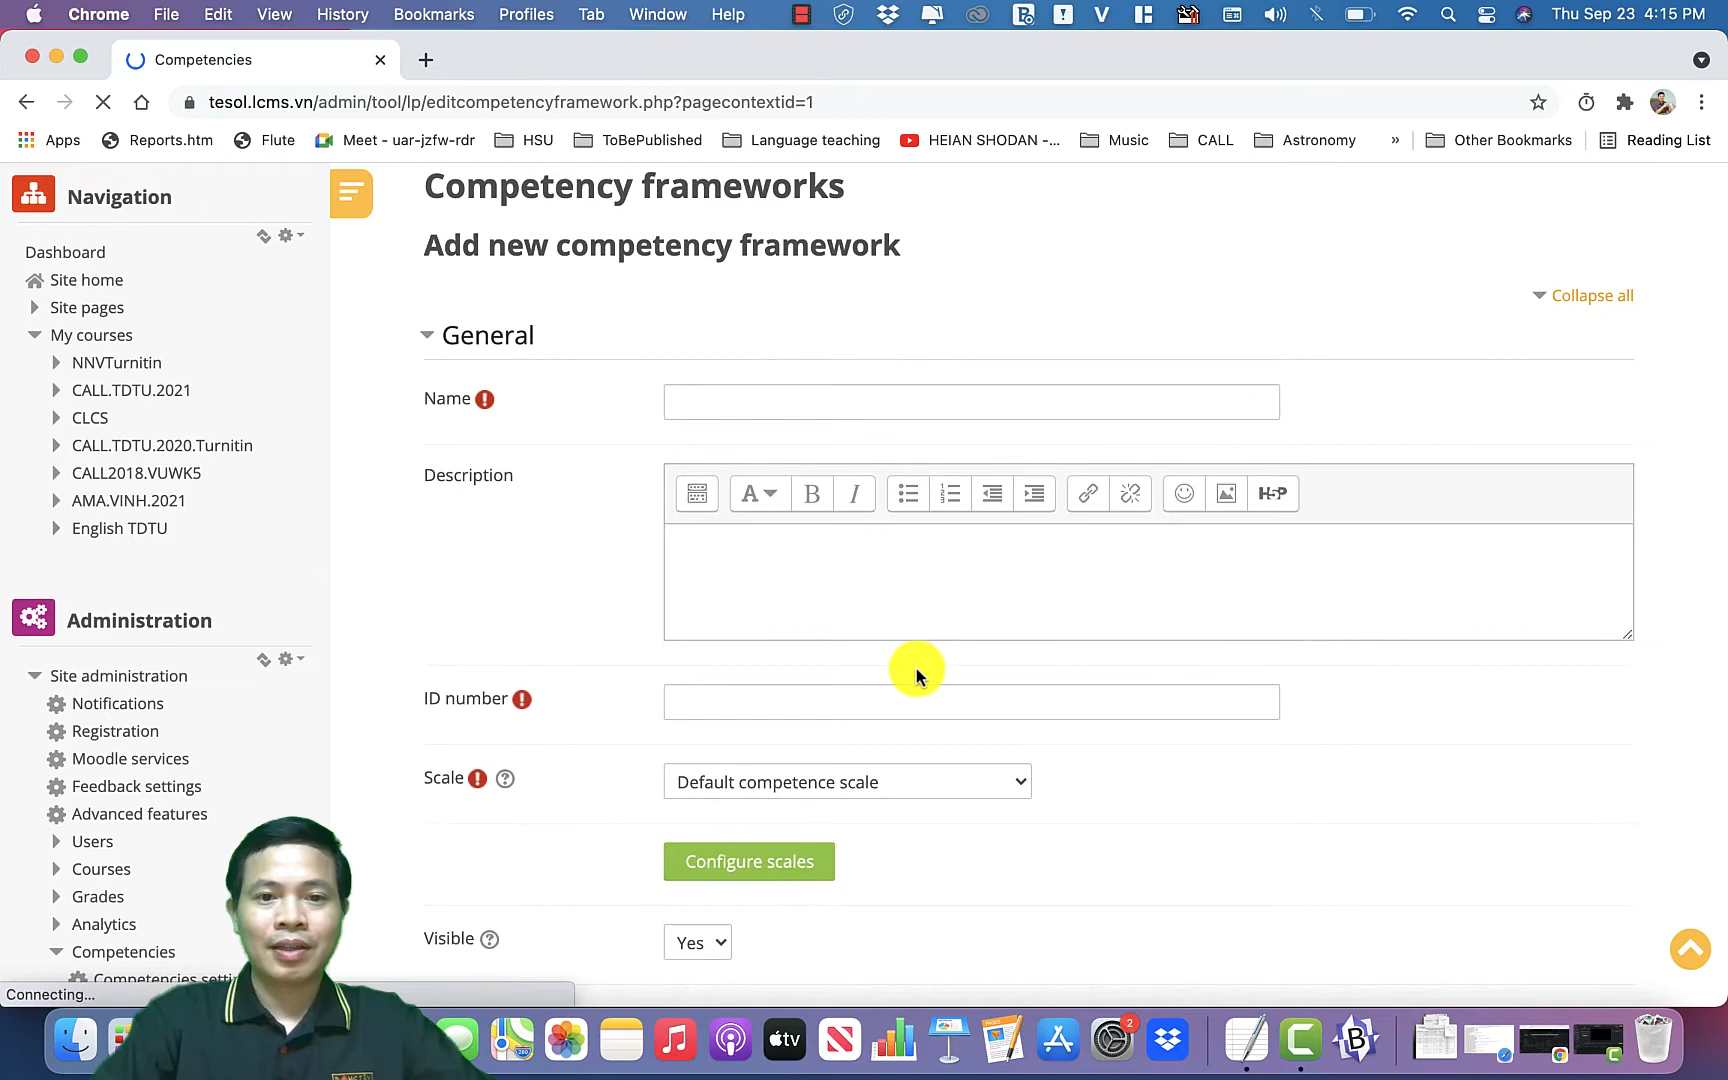 Chrome File Edit View History Bookmarks Profiles Tab Window Help Thu Sep 23 4:15 PM
Competencies
tesol.lcms.vn/admin/tool/lp/editcompetencyframework.php?pagecontextid=1
Apps Reports.htm Flute Meet - uar-jzfw-rdr HSU ToBePublished Language teaching HEIAN SHODAN -... Music CALL Astronomy » Other Bookmarks Reading List
Navigation
Dashboard
Site home
Site pages
My courses
NNVTurnitin
CALL.TDTU.2021
CLCS
CALL.TDTU.2020.Turnitin
CALL2018.VUWK5
AMA.VINH.2021
English TDTU
Administration
Site administration
Notifications
Registration
Moodle services
Feedback settings
Advanced features
Users
Courses
Grades
Analytics
Competencies
Competencies
Connecting...
Competency frameworks
Add new competency framework
Collapse all
General
Name
Description
A B I H-P
ID number
Scale
Default competence scale
Configure scales
Visible
Yes
tv
2